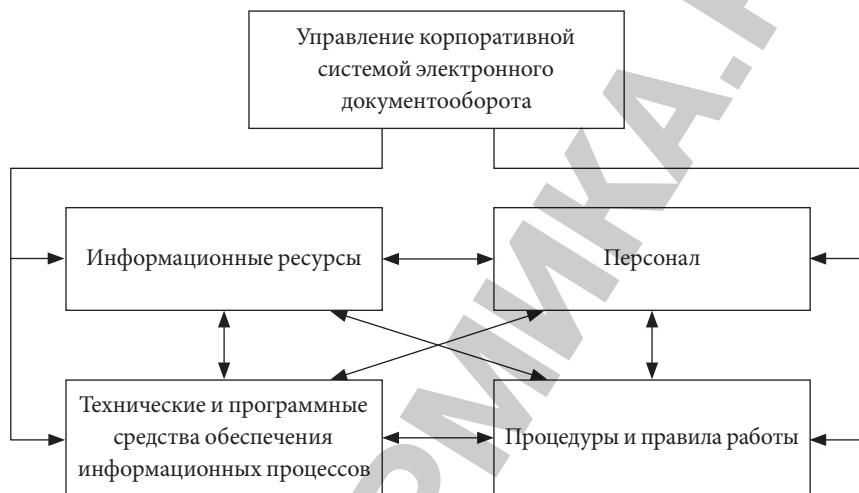 Управление корпоративной
системой электронного
документооборота
Информационные ресурсы
Персонал
Технические и программные
средства обеспечения
информационных процессов
Процедуры и правила работы